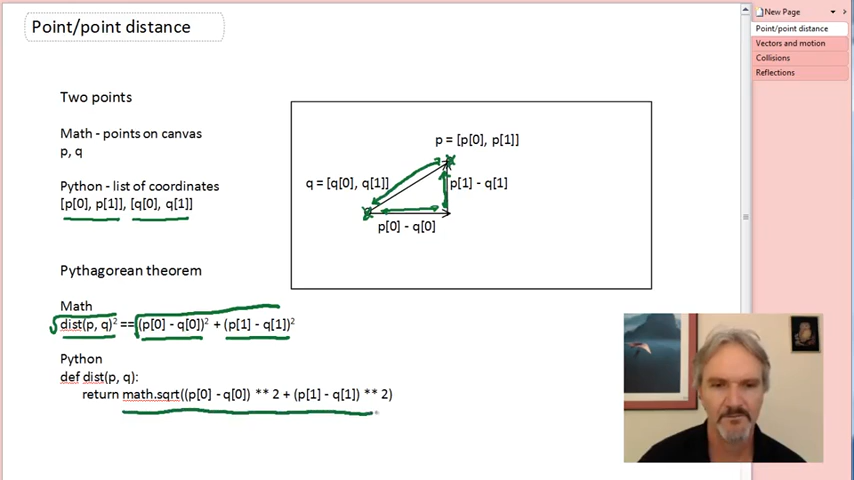 Point/point distance
Two points
Math - points on canvas
p, q
Python - list of coordinates
[p[0], p[1]], [q[0], q[1]]
p = [p[0], p[1]]
q = [q[0], q[1]]
p[1] - q[1]
p[0] - q[0]
Pythagorean theorem
Math
dist(p, q)² == (p[0] - q[0])² + (p[1] - q[1])²
Python
def dist(p, q):
return math.sqrt((p[0] - q[0]) ** 2 + (p[1] - q[1]) ** 2)
New Page
Point/point distance
Vectors and motion
Collisions
Reflections